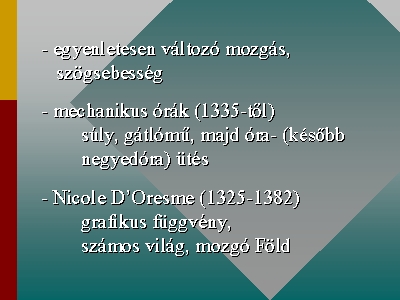 - egyenletesen változó mozgás,
szögsebesség
- mechanikus órák (1335-től)
súly, gátlómű, majd óra- (később
negyedóra) ütés
- Nicole D'Oresme (1325-1382)
grafikus függvény,
számos világ, mozgó Föld